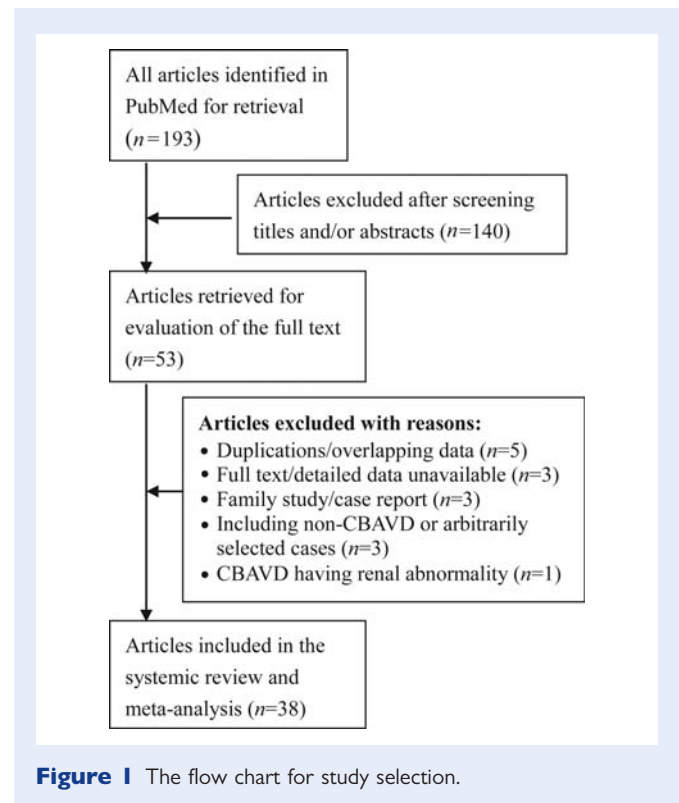 All articles identified in
PubMed for retrieval
(n=193)
Articles excluded after screening
titles and/or abstracts (n=140)
Articles retrieved for
evaluation of the full text
(n=53)
Articles excluded with reasons:
• Duplications/overlapping data (n=5)
• Full text/detailed data unavailable (n=3)
• Family study/case report (n=3)
• Including non-CBAVD or arbitrarily
selected cases (n=3)
• CBAVD having renal abnormality (n=1)
Articles included in the
systemic review and
meta-analysis (n=38)
Figure 1 The flow chart for study selection.